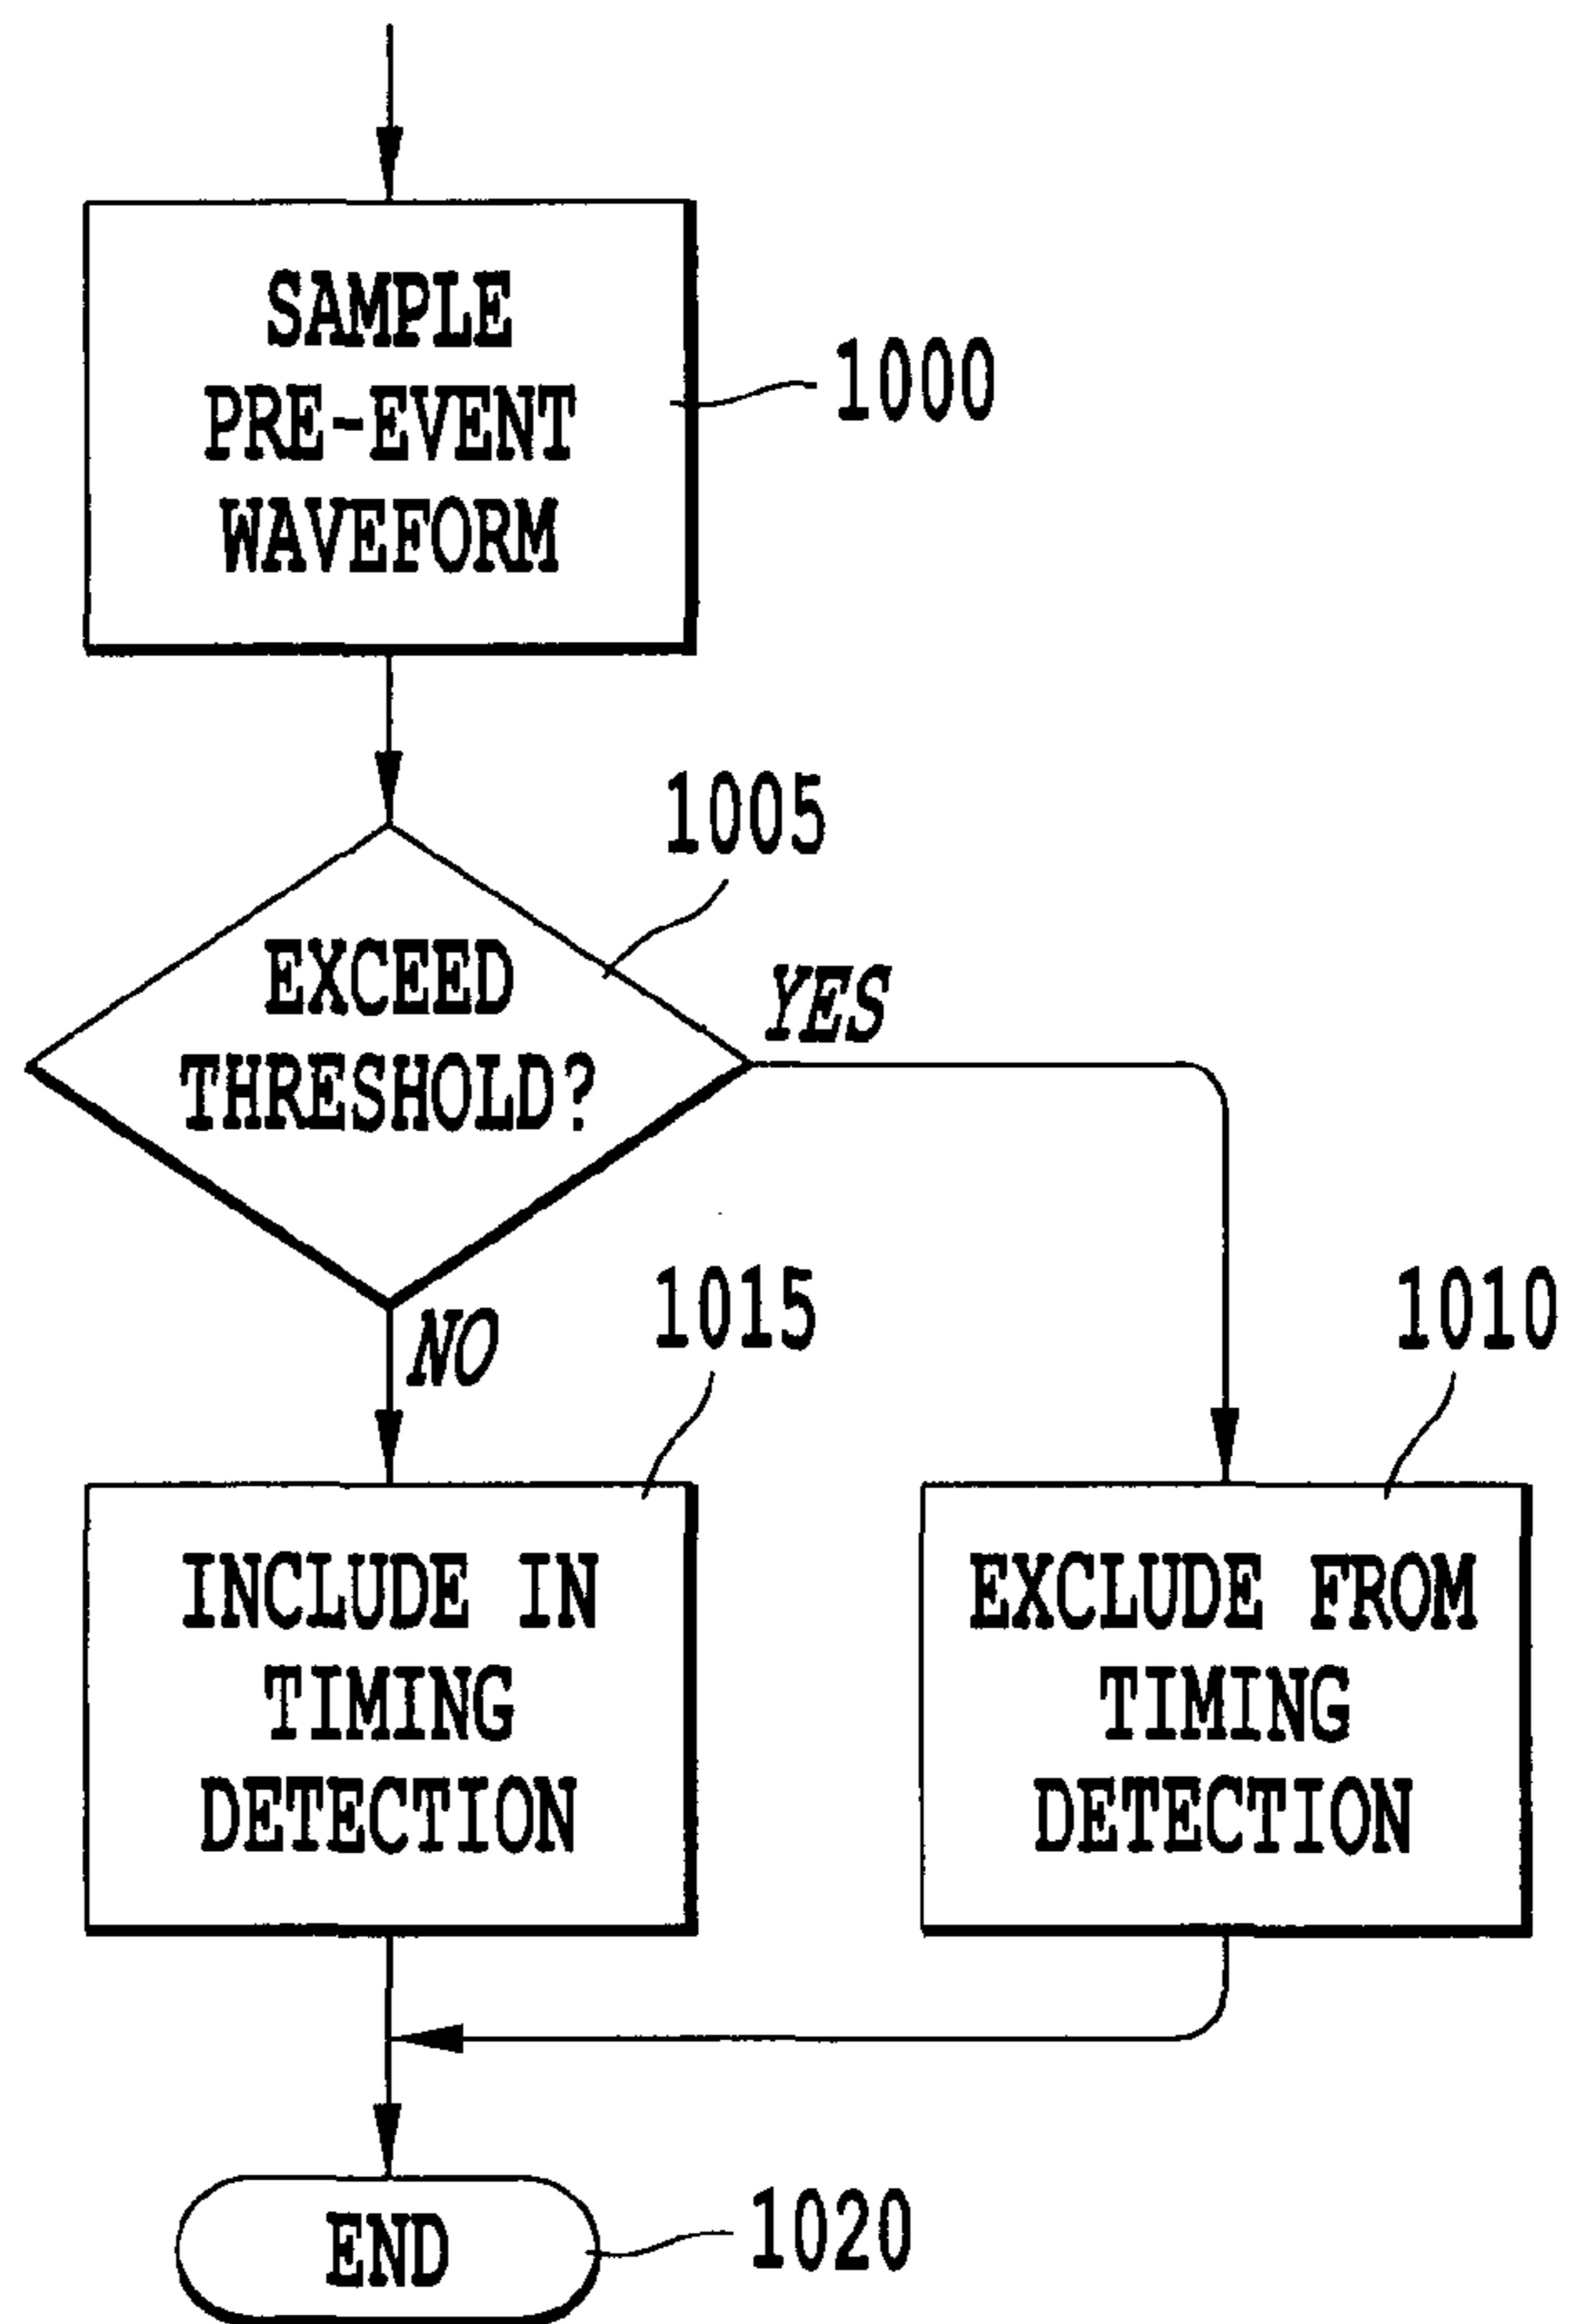 SAMPLE
PRE-EVENT
WAVEFORM
1000
1005
EXCEED
THRESHOLD?
YES
NO
1015
1010
INCLUDE IN
TIMING
DETECTION
EXCLUDE FROM
TIMING
DETECTION
END
1020